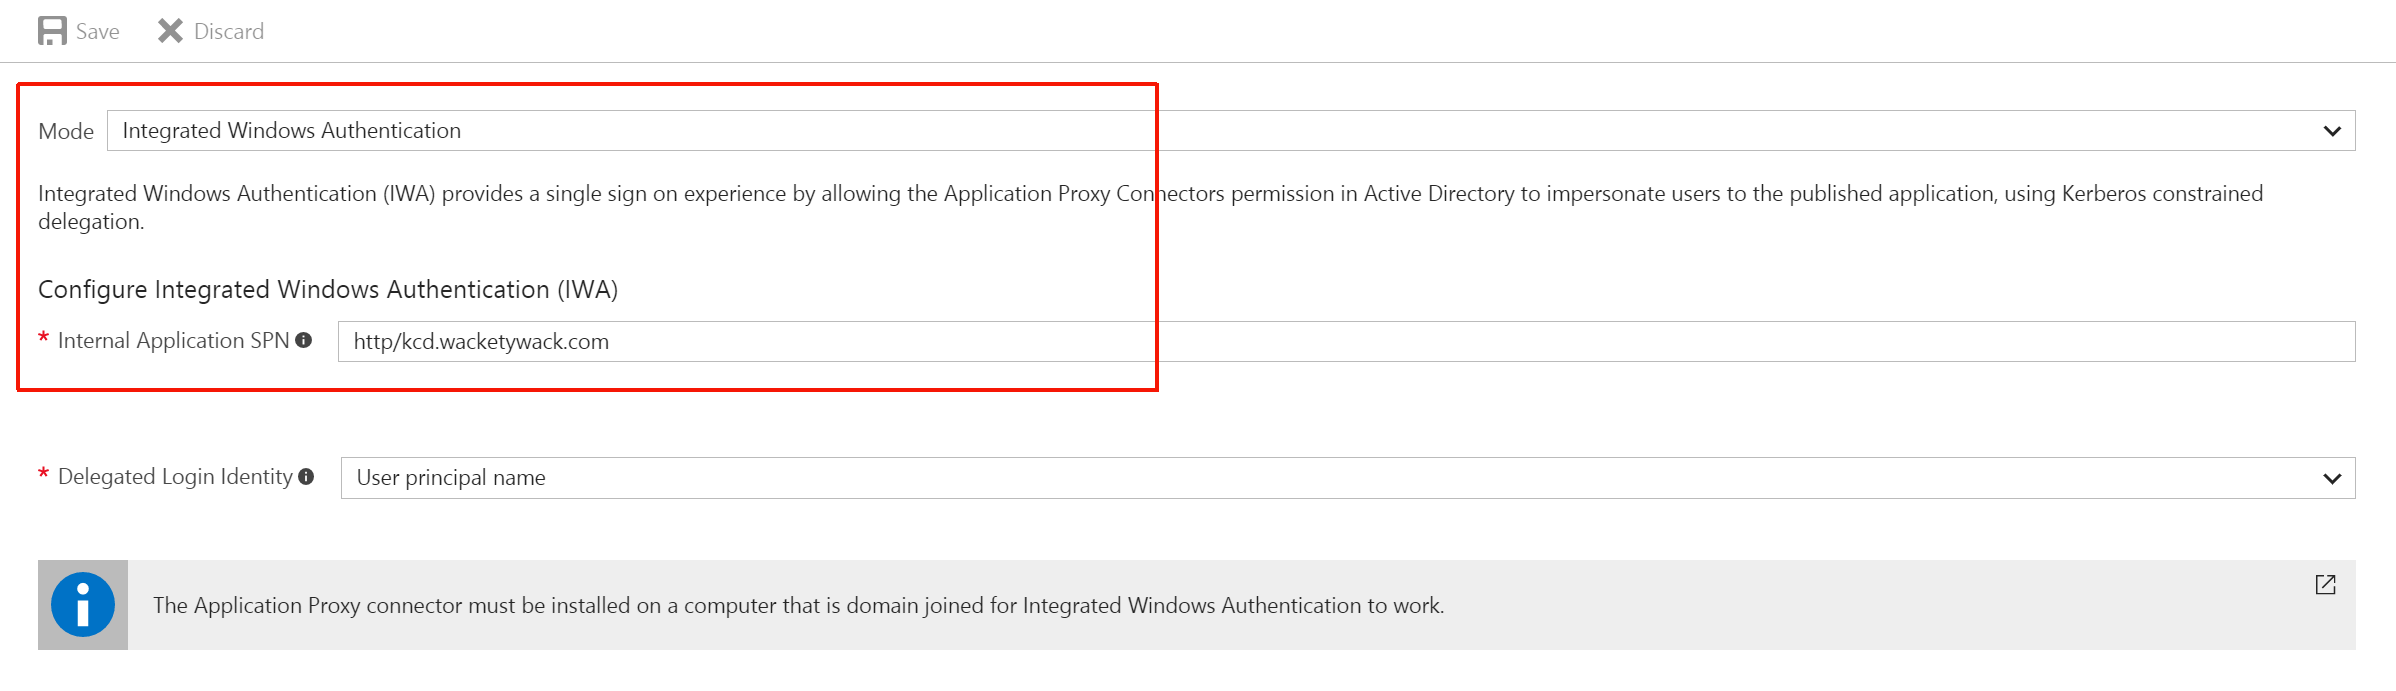 Save Discard
Mode Integrated Windows Authentication
Integrated Windows Authentication (IWA) provides a single sign on experience by allowing the Application Proxy Connectors permission in Active Directory to impersonate users to the published application, using Kerberos constrained
delegation.
Configure Integrated Windows Authentication (IWA)
* Internal Application SPN http/kcd.wacketywack.com
* Delegated Login Identity User principal name
The Application Proxy connector must be installed on a computer that is domain joined for Integrated Windows Authentication to work.